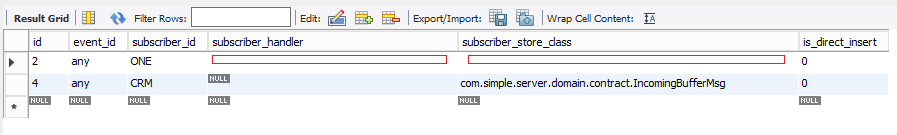 Result Grid Filter Rows: Edit: Export/Import: Wrap Cell Content: IA
id event_id subscriber_id subscriber_handler subscriber_store_class is_direct_insert
2 any ONE 0
4 any CRM NULL com.simple.server.domain.contract.IncomingBufferMsg 0
* NULL NULL NULL NULL NULL NULL